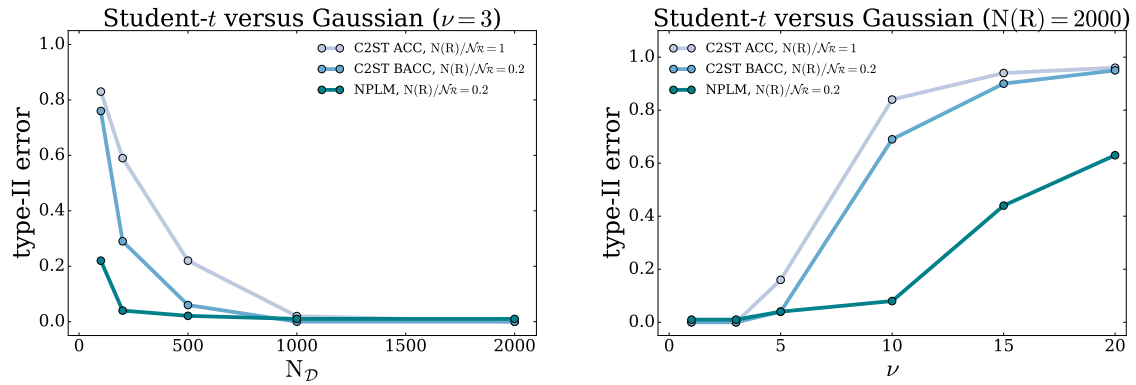 Student-t versus Gaussian (ν = 3)
1.0
0.8
0.6
0.4
0.2
0.0
type-II error
C2ST ACC, N(R)/𝒩ℛ = 1
C2ST BACC, N(R)/𝒩ℛ = 0.2
NPLM, N(R)/𝒩ℛ = 0.2
0 500 1000 1500 2000
N𝒟
Student-t versus Gaussian (N(R) = 2000)
1.0
0.8
0.6
0.4
0.2
0.0
type-II error
C2ST ACC, N(R)/𝒩ℛ = 1
C2ST BACC, N(R)/𝒩ℛ = 0.2
NPLM, N(R)/𝒩ℛ = 0.2
0 5 10 15 20
ν